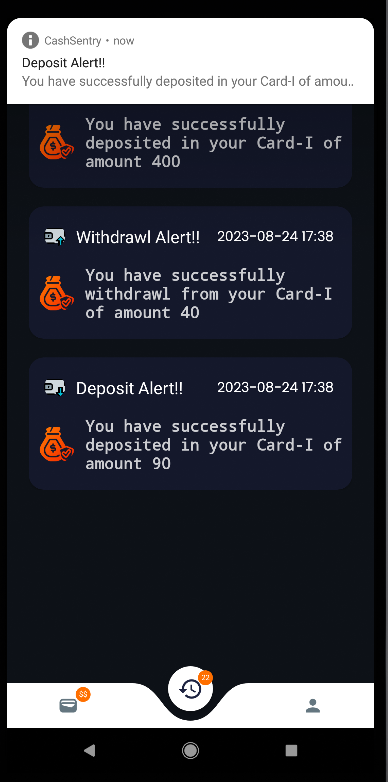 CashSentry • now
Deposit Alert!!
You have successfully deposited in your Card-I of amou..
You have successfully
deposited in your Card-I of
amount 400
Withdrawl Alert!! 2023-08-24 17:38
You have successfully
withdrawl from your Card-I
of amount 40
Deposit Alert!! 2023-08-24 17:38
You have successfully
deposited in your Card-I of
amount 90
$$
22